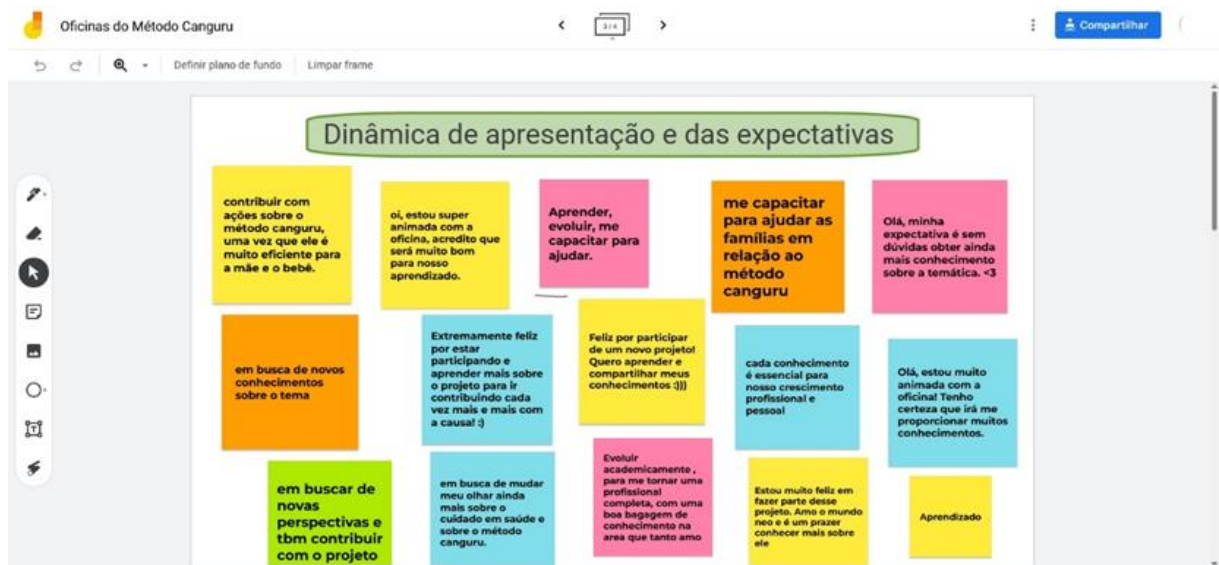 Oficinas do Método Canguru
3/4
Compartilhar
Definir plano de fundo
Limpar frame
Dinâmica de apresentação e das expectativas
contribuir com
ações sobre o
método canguru,
uma vez que ele é
muito eficiente para
a mãe e o bebê.
oi, estou super
animada com a
oficina, acredito que
será muito bom
para nosso
aprendizado.
Aprender,
evoluir, me
capacitar para
ajudar.
me capacitar
para ajudar as
famílias em
relação ao
método
canguru
Olá, minha
expectativa é sem
dúvidas obter ainda
mais conhecimento
sobre a temática. <3
em busca de novos
conhecimentos
sobre o tema
Extremamente feliz
por estar
participando e
aprender mais sobre
o projeto para ir
contribuindo cada
vez mais e mais com
a causa! :)
Feliz por participar
de um novo projeto!
Quero aprender e
compartilhar meus
conhecimentos :)))
cada conhecimento
é essencial para
nosso crescimento
profissional e
pessoal
Olá, estou muito
animada com a
oficina! Tenho
certeza que irá me
proporcionar muitos
conhecimentos.
em buscar de
novas
perspectivas e
tbm contribuir
com o projeto
em busca de mudar
meu olhar ainda
mais sobre o
cuidado em saúde e
sobre o método
canguru.
Evoluir
academicamente ,
para me tornar uma
profissional
completa, com uma
boa bagagem de
conhecimento na
area que tanto amo
Estou muito feliz em
fazer parte desse
projeto. Amo o mundo
neo e é um prazer
conhecer mais sobre
ele
Aprendizado